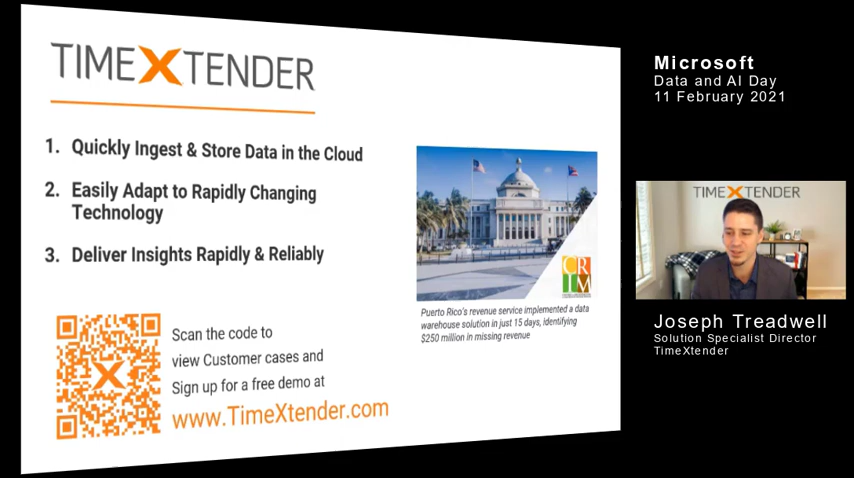 TIMEXTENDER
1. Quickly Ingest & Store Data in the Cloud
2. Easily Adapt to Rapidly Changing
Technology
3. Deliver Insights Rapidly & Reliably
CRIM
Puerto Rico's revenue service implemented a data
warehouse solution in just 15 days, identifying
$250 million in missing revenue
Scan the code to
view Customer cases and
Sign up for a free demo at
www.TimeXtender.com
Microsoft
Data and AI Day
11 February 2021
TIMEXTENDER
Joseph Treadwell
Solution Specialist Director
TimeXtender